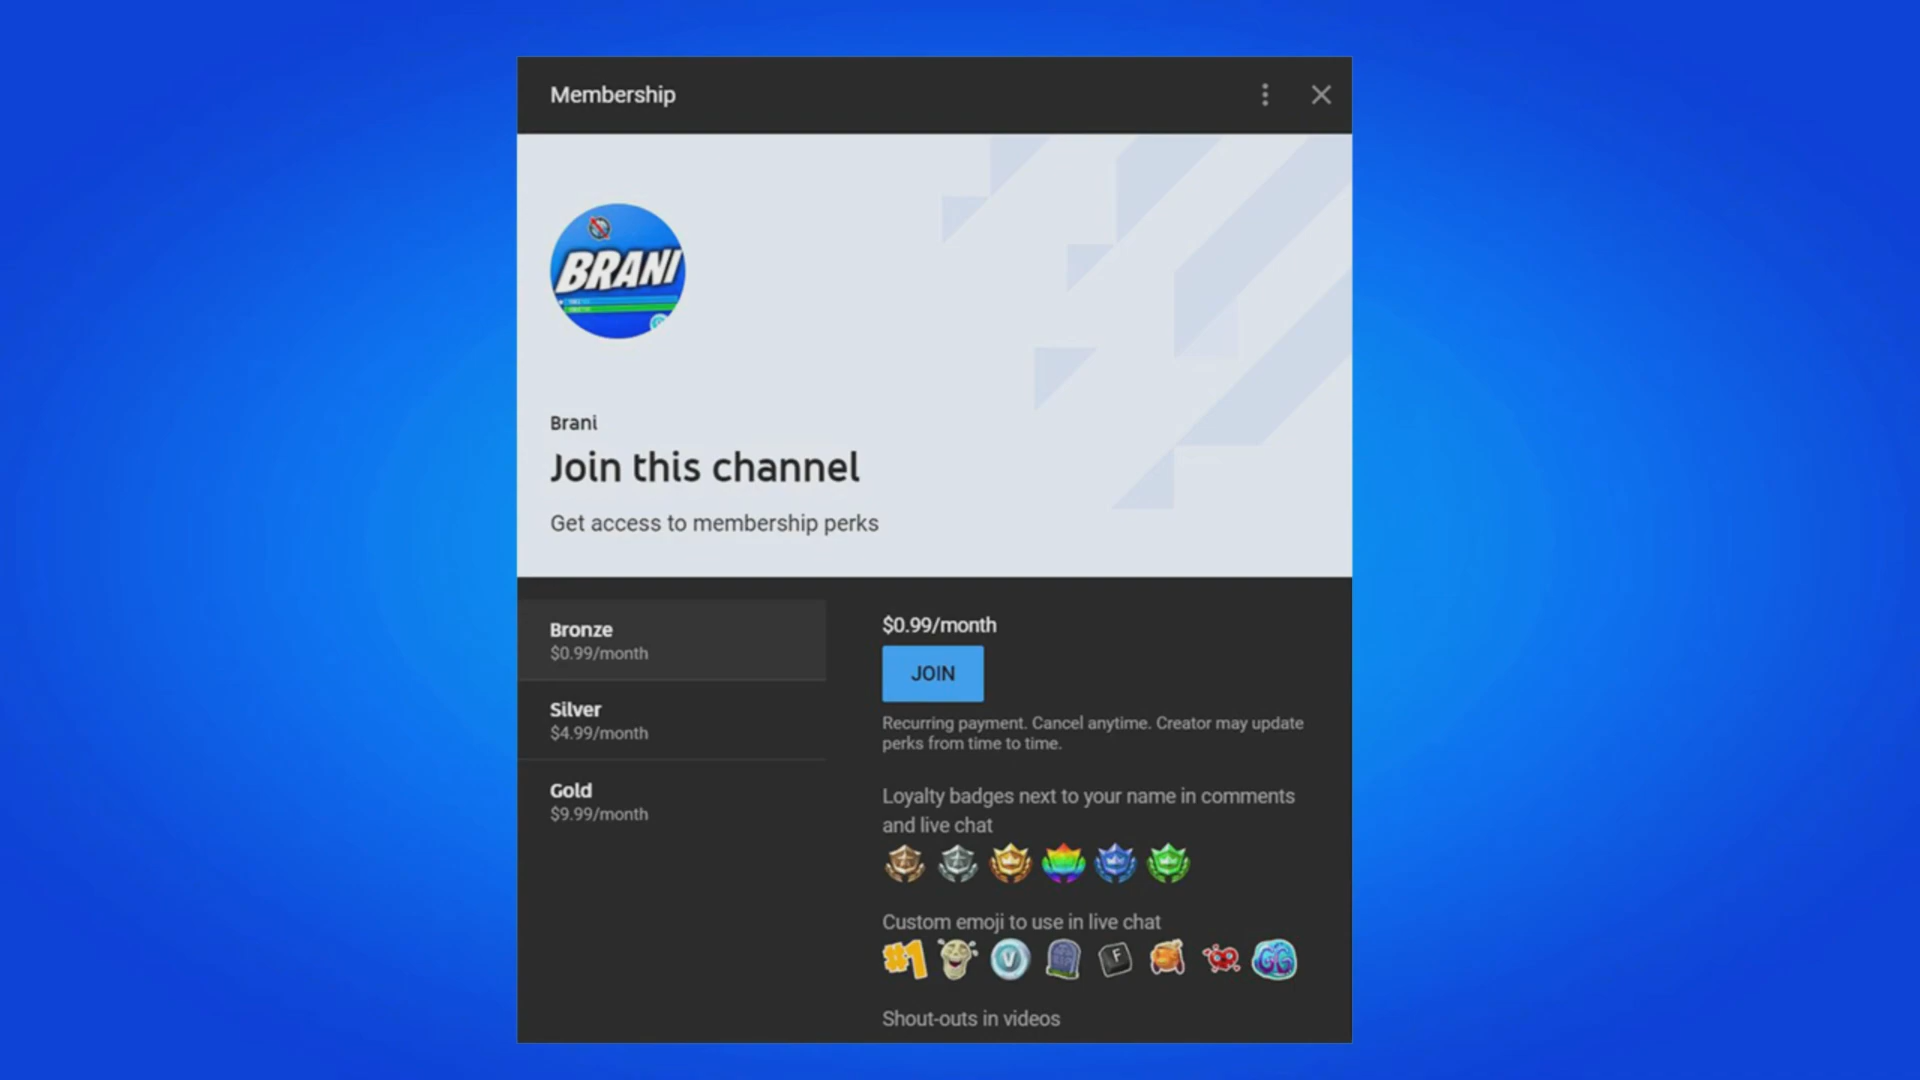 Membership
BRANI
Brani
Join this channel
Get access to membership perks
Bronze
$0.99/month
Silver
$4.99/month
Gold
$9.99/month
$0.99/month
JOIN
Recurring payment. Cancel anytime. Creator may update
perks from time to time.
Loyalty badges next to your name in comments
and live chat
Custom emoji to use in live chat
#1
V
RIP
F
GG
Shout-outs in videos